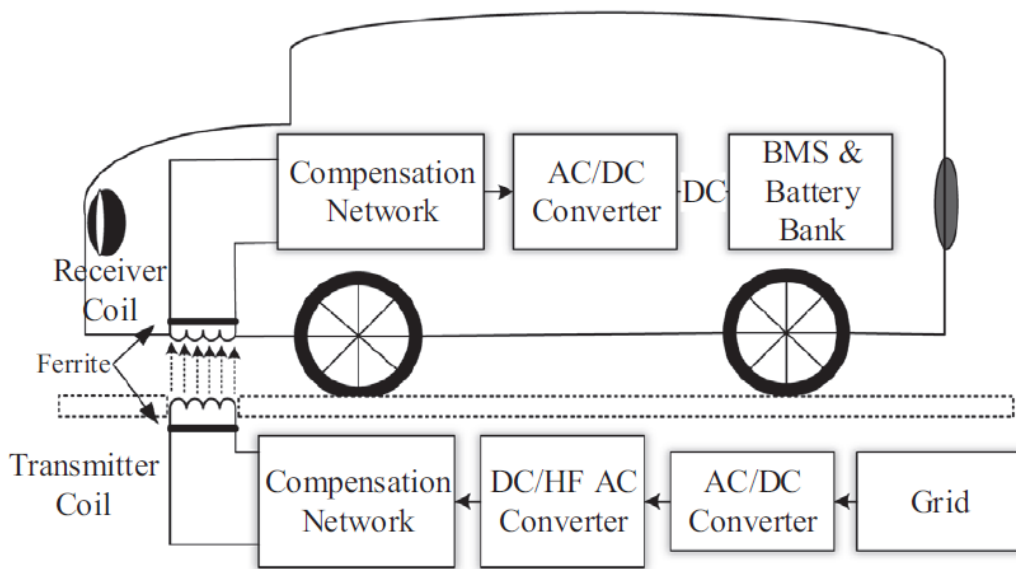 Compensation
Network
AC/DC
Converter
DC
BMS &
Battery
Bank
Receiver
Coil
Ferrite
Transmitter
Coil
Compensation
Network
DC/HF AC
Converter
AC/DC
Converter
Grid